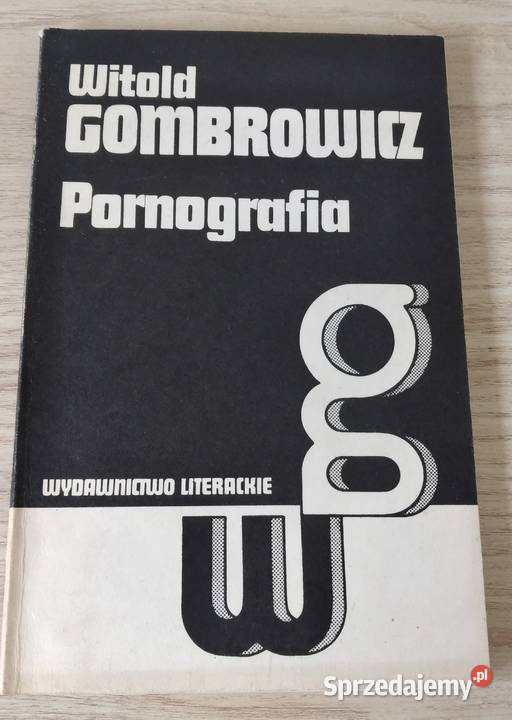 Witold
GOMBROWICZ
Pornografia
g
WYDAWNICTWO LITERACKIE
w
Sprzedajemy.pl